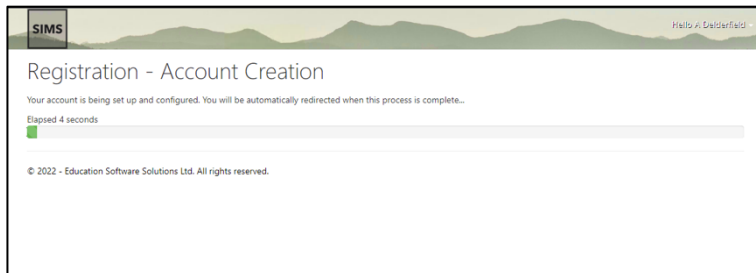 SIMS
Hello A Delderfield
Registration - Account Creation
Your account is being set up and configured. You will be automatically redirected when this process is complete...
Elapsed 4 seconds
© 2022 - Education Software Solutions Ltd. All rights reserved.